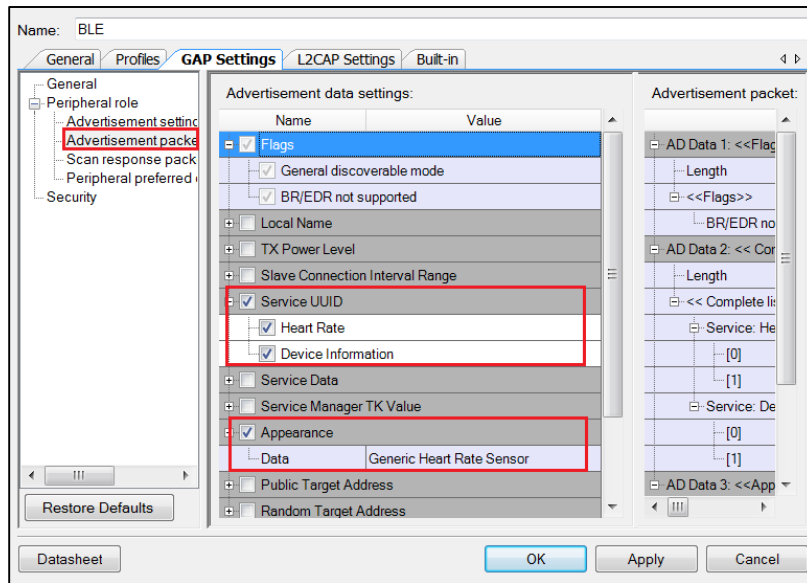 Name: BLE
General Profiles GAP Settings L2CAP Settings Built-in
General
Peripheral role
Advertisement setting
Advertisement packe
Scan response pack
Peripheral preferred
Security
Restore Defaults
Advertisement data settings:
Name Value
Flags
General discoverable mode
BR/EDR not supported
Local Name
TX Power Level
Slave Connection Interval Range
Service UUID
Heart Rate
Device Information
Service Data
Service Manager TK Value
Appearance
Data Generic Heart Rate Sensor
Public Target Address
Random Target Address
Advertisement packet:
AD Data 1: <<Flag
Length
<<Flags>>
BR/EDR no
AD Data 2: << Con
Length
<< Complete li
Service: He
[0]
[1]
Service: De
[0]
[1]
AD Data 3: <<App
Datasheet OK Apply Cancel